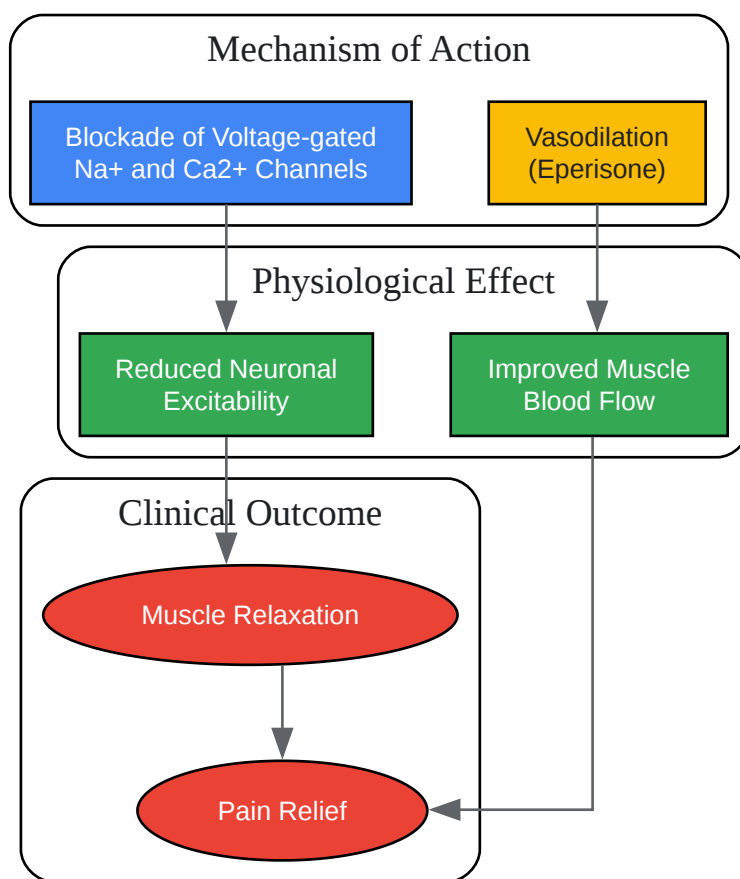 Mechanism of Action
Blockade of Voltage-gated
Na+ and Ca2+ Channels
Vasodilation
(Eperisone)
Physiological Effect
Reduced Neuronal
Excitability
Improved Muscle
Blood Flow
Clinical Outcome
Muscle Relaxation
Pain Relief